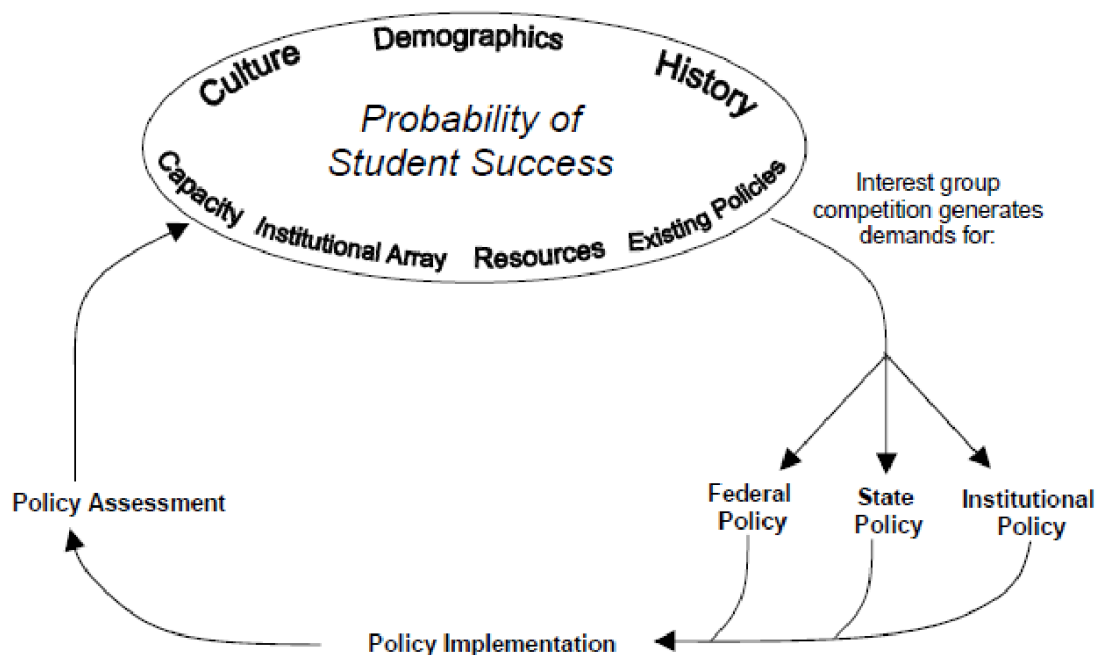 Culture
Demographics
History
Probability of
Student Success
Capacity
Institutional Array
Resources
Existing Policies
Interest group
competition generates
demands for:
Federal
Policy
State
Policy
Institutional
Policy
Policy Assessment
Policy Implementation